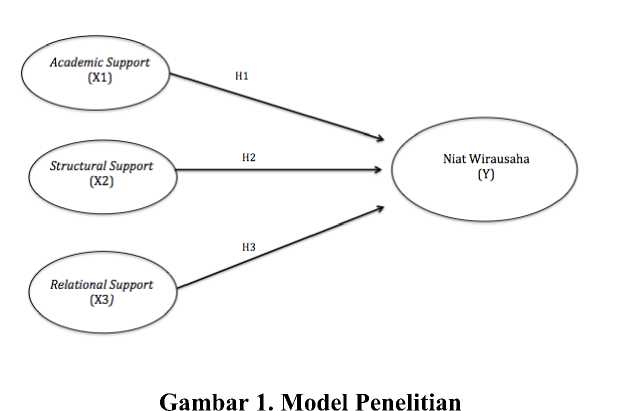 Academic Support
(X1)
H1
Structural Support
(X2)
H2
Niat Wirausaha
(Y)
H3
Relational Support
(X3)
Gambar 1. Model Penelitian